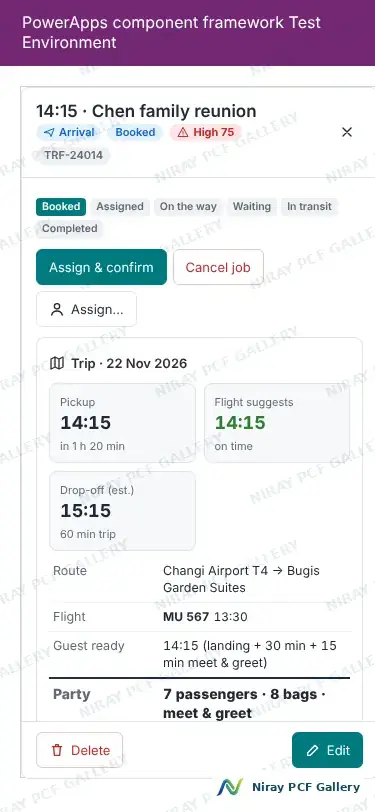 PowerApps component framework Test
Environment
14:15 · Chen family reunion
Arrival Booked High 75
TRF-24014
Booked Assigned On the way Waiting In transit
Completed
Assign & confirm Cancel job
Assign...
Trip · 22 Nov 2026
Pickup Flight suggests
14:15 14:15
in 1 h 20 min on time
Drop-off (est.)
15:15
60 min trip
Route Changi Airport T4 → Bugis
Garden Suites
Flight MU 567 13:30
Guest ready 14:15 (landing + 30 min + 15
min meet & greet)
Party 7 passengers · 8 bags ·
meet & greet
Delete Edit
Niray PCF Gallery
NIRAY PCF GALLERY